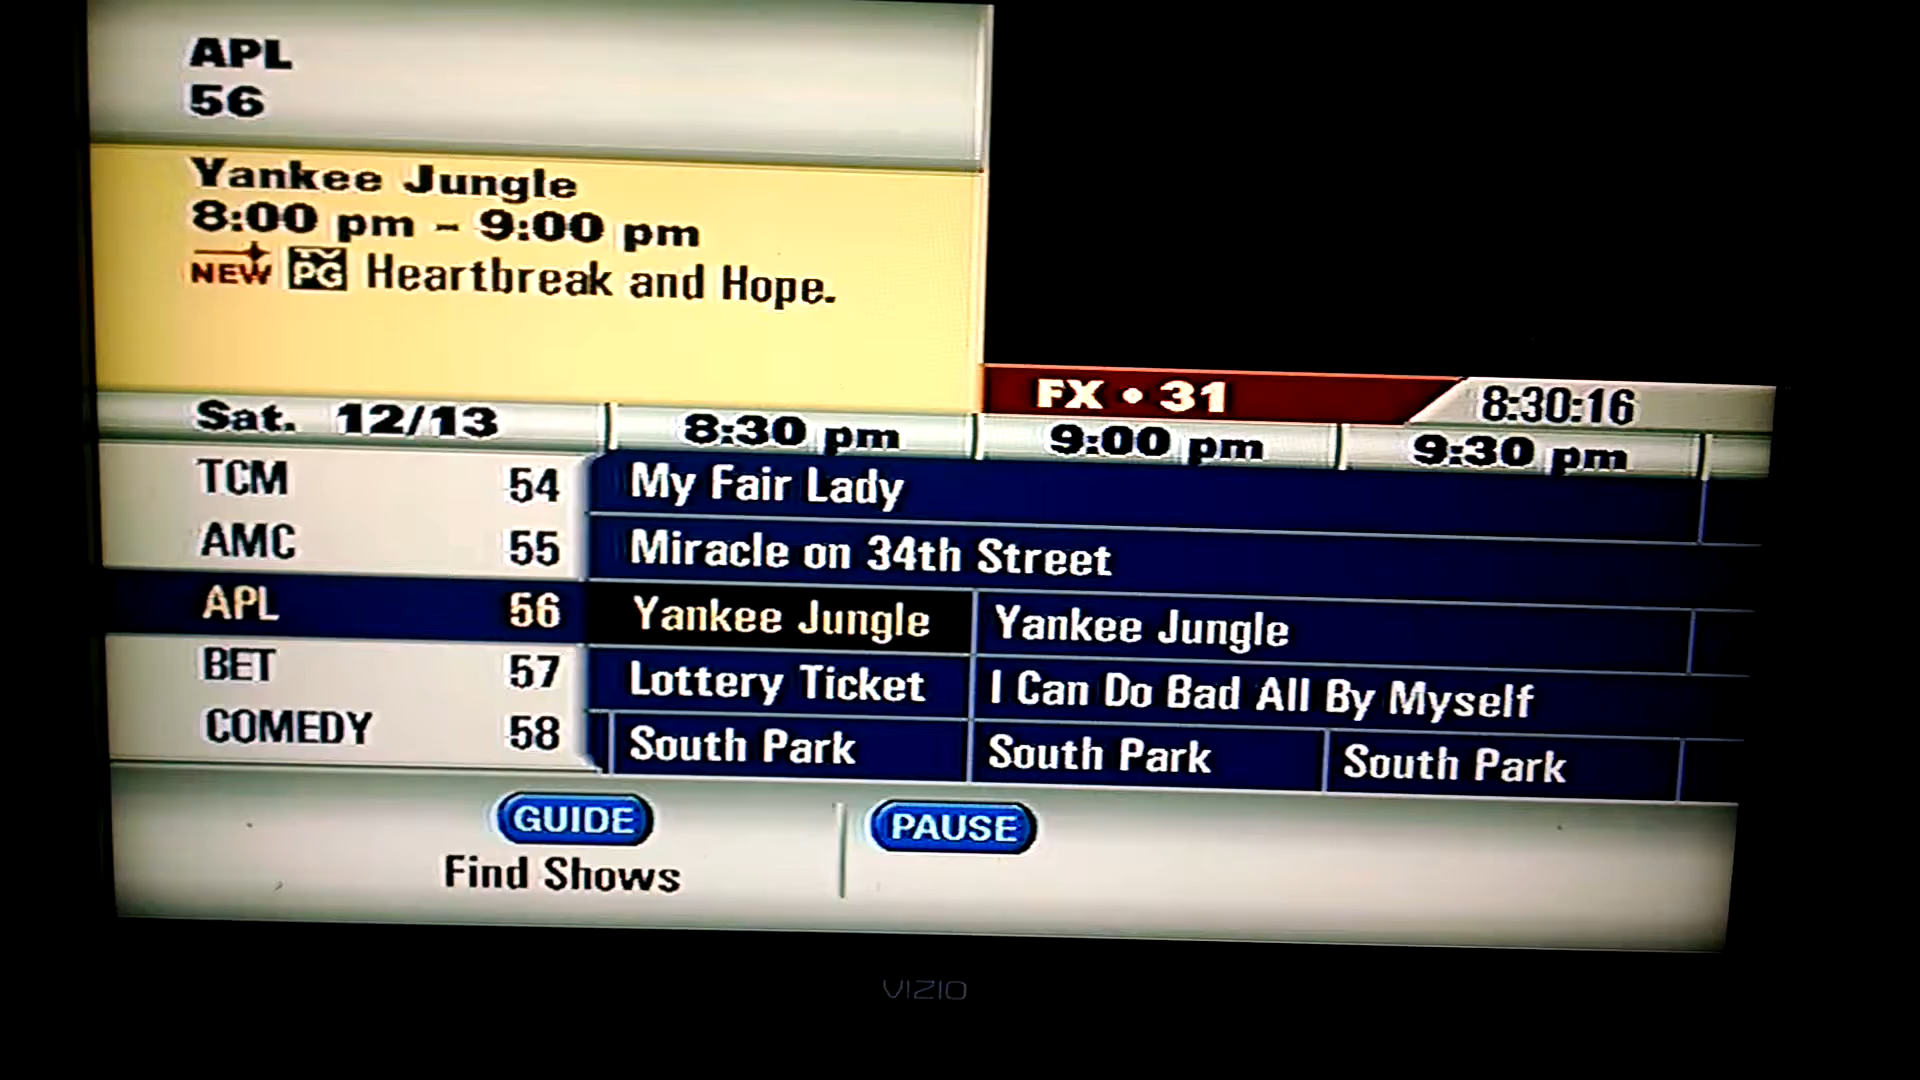 APL
56
Yankee Jungle
8:00 pm - 9:00 pm
NEW TV PG Heartbreak and Hope.
FX • 31 8:30:16
Sat. 12/13 8:30 pm 9:00 pm 9:30 pm
TCM 54 My Fair Lady
AMC 55 Miracle on 34th Street
APL 56 Yankee Jungle Yankee Jungle
BET 57 Lottery Ticket I Can Do Bad All By Myself
COMEDY 58 South Park South Park South Park
GUIDE PAUSE
Find Shows
VIZIO